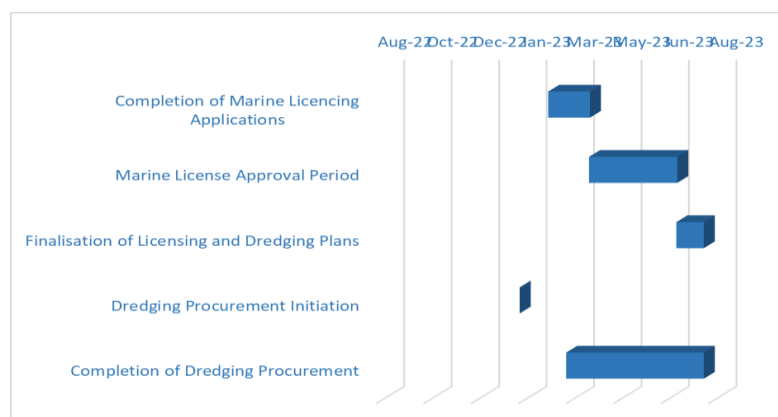 Aug-22 Oct-22 Dec-22 Jan-23 Mar-23 May-23 Jun-23 Aug-23
Completion of Marine Licencing
Applications
Marine License Approval Period
Finalisation of Licensing and Dredging Plans
Dredging Procurement Initiation
Completion of Dredging Procurement